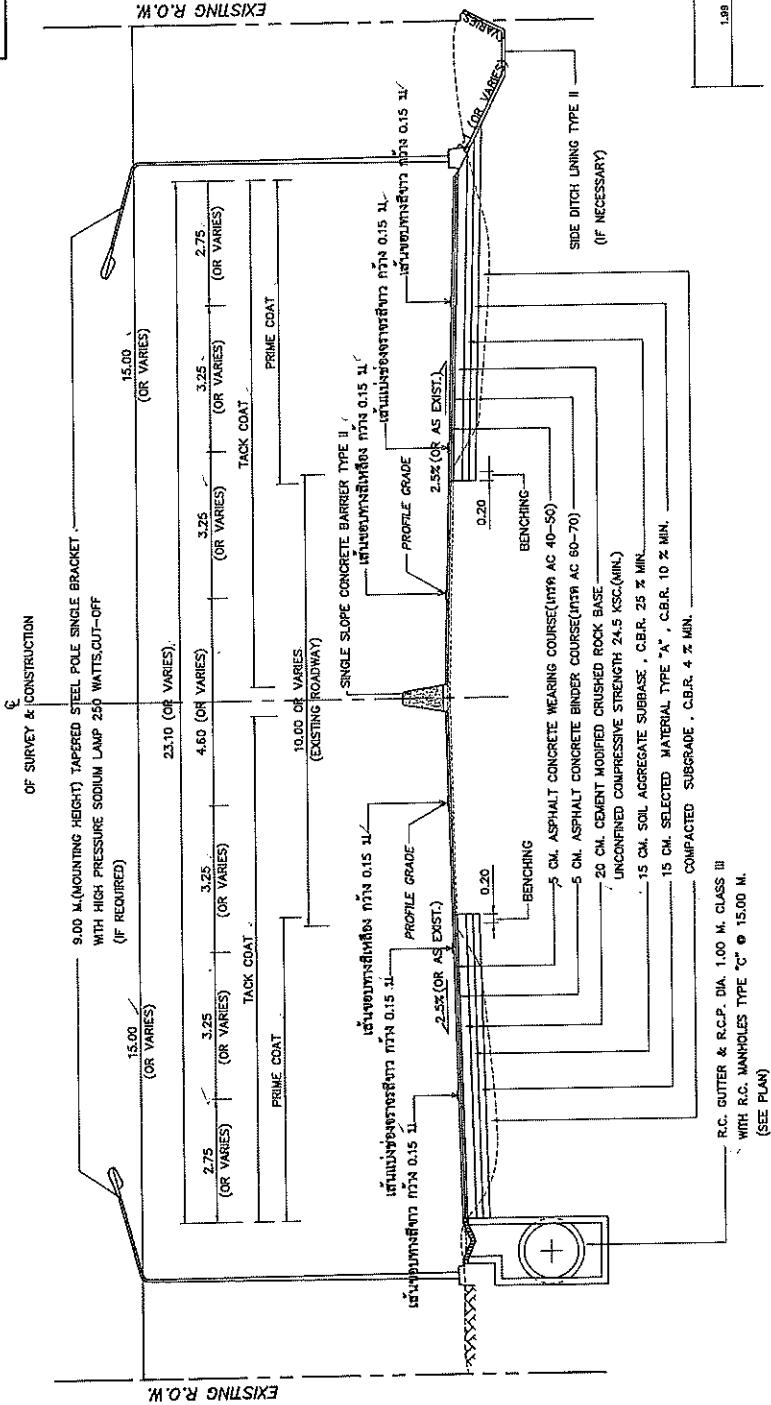 EXISTING R.O.W.
EXISTING R.O.W.
℄
OF SURVEY & CONSTRUCTION
9.00 M.(MOUNTING HEIGHT) TAPERED STEEL POLE SINGLE BRACKET
WITH HIGH PRESSURE SODIUM LAMP 250 WATTS,CUT-OFF
(IF REQUIRED)
15.00
(OR VARIES)
15.00
(OR VARIES)
23.10 (OR VARIES)
2.75
(OR VARIES)
3.25
(OR VARIES)
3.25
(OR VARIES)
4.60 (OR VARIES)
3.25
(OR VARIES)
3.25
(OR VARIES)
2.75
(OR VARIES)
TACK COAT
TACK COAT
PRIME COAT
PRIME COAT
10.00 OR VARIES
(EXISTING ROADWAY)
SINGLE SLOPE CONCRETE BARRIER TYPE II
เส้นขอบทางสีเหลือง กว้าง 0.15 ม.
เส้นขอบทางสีเหลือง กว้าง 0.15 ม.
เส้นแบ่งช่องจราจรสีขาว กว้าง 0.15 ม.
เส้นแบ่งช่องจราจรสีขาว กว้าง 0.15 ม.
เส้นขอบทางสีขาว กว้าง 0.15 ม.
เส้นขอบทางสีขาว กว้าง 0.15 ม.
PROFILE GRADE
PROFILE GRADE
2.5%(OR AS EXIST.)
2.5%(OR AS EXIST.)
(OR VARIES)
(VARIES)
0.20
BENCHING
0.20
BENCHING
5 CM. ASPHALT CONCRETE WEARING COURSE(เกรด AC 40-50)
5 CM. ASPHALT CONCRETE BINDER COURSE(เกรด AC 60-70)
20 CM. CEMENT MODIFIED CRUSHED ROCK BASE
UNCONFINED COMPRESSIVE STRENGTH 24.5 KSC.(MIN.)
15 CM. SOIL AGGREGATE SUBBASE , C.B.R. 25 % MIN.
15 CM. SELECTED MATERIAL TYPE "A" , C.B.R. 10 % MIN.
COMPACTED SUBGRADE , C.B.R. 4 % MIN.
SIDE DITCH LINING TYPE II
(IF NECESSARY)
R.C. GUTTER & R.C.P. DIA. 1.00 M. CLASS III
WITH R.C. MANHOLES TYPE "C" @ 15.00 M.
(SEE PLAN)
1.99